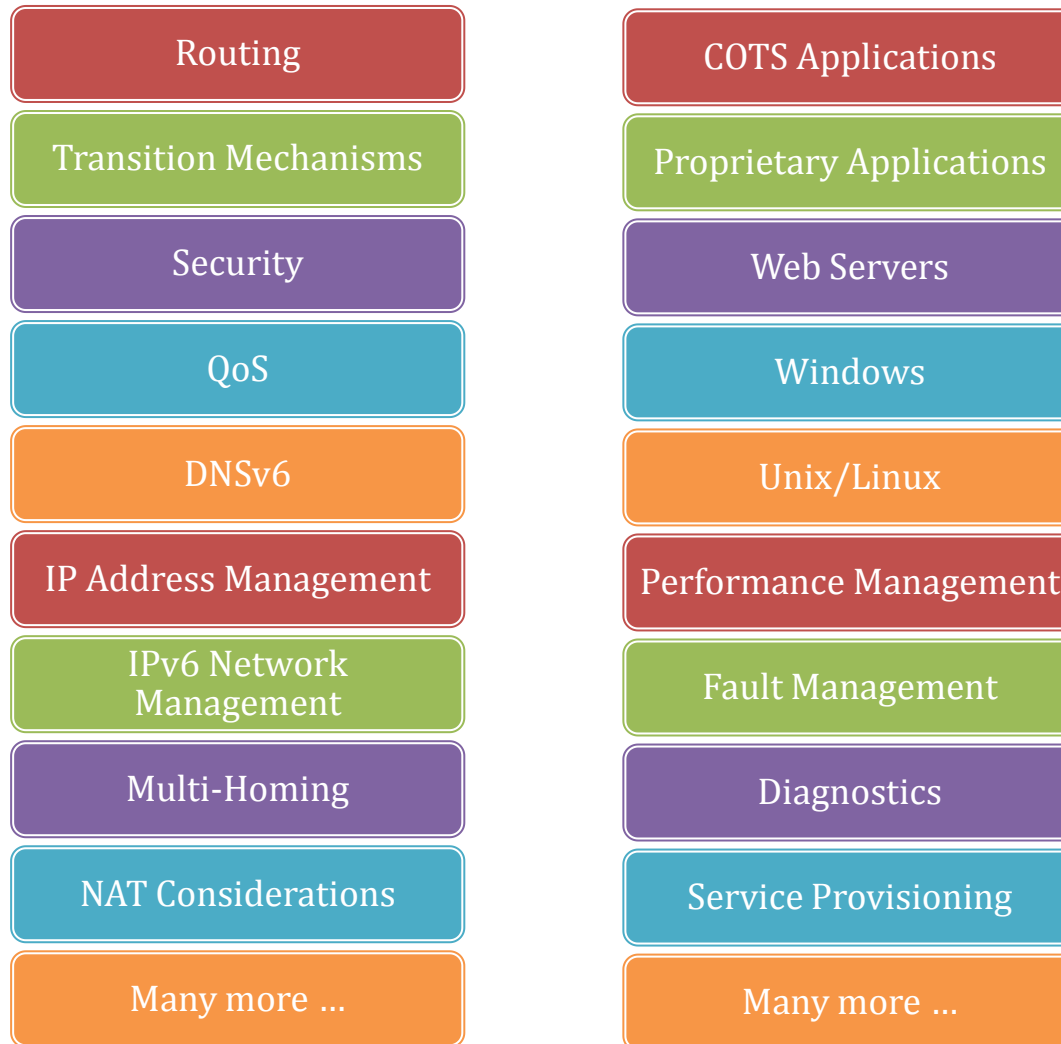 Routing
Transition Mechanisms
Security
QoS
DNSv6
IP Address Management
IPv6 Network
Management
Multi-Homing
NAT Considerations
Many more ...
COTS Applications
Proprietary Applications
Web Servers
Windows
Unix/Linux
Performance Management
Fault Management
Diagnostics
Service Provisioning
Many more ...